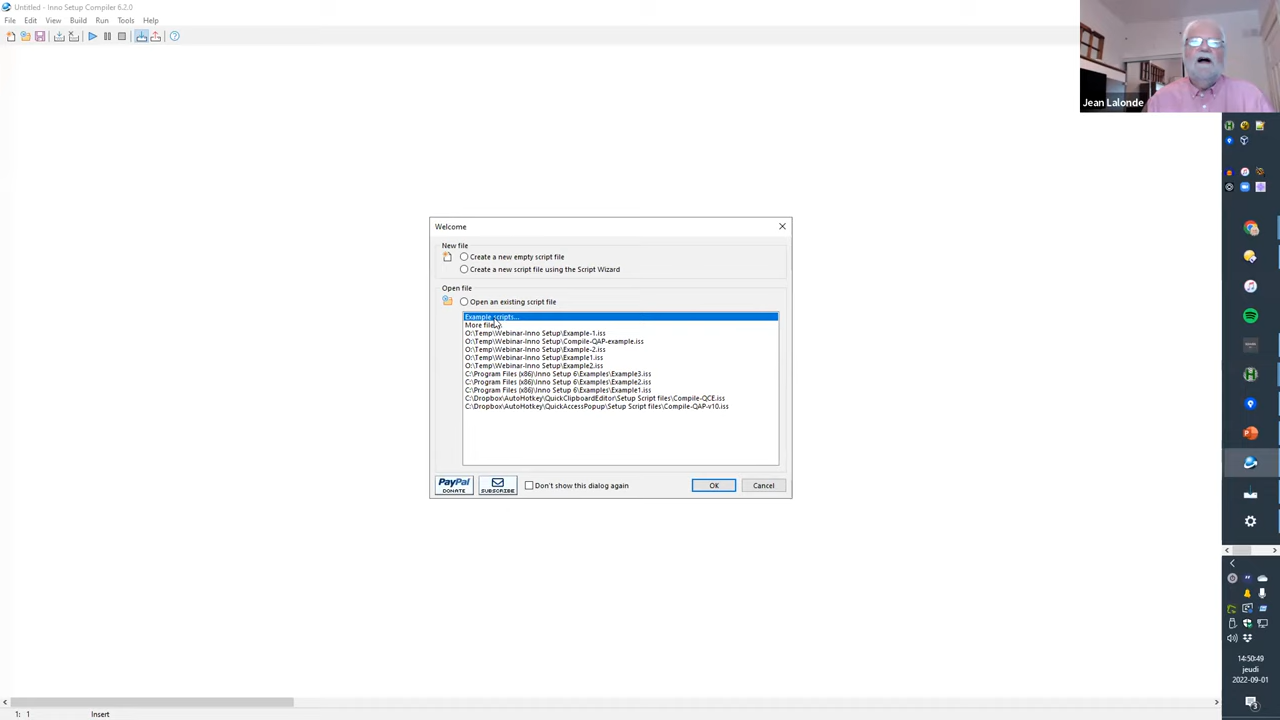 Untitled - Inno Setup Compiler 6.2.0
File Edit View Build Run Tools Help
Jean Lalonde
Welcome
New file
Create a new empty script file
Create a new script file using the Script Wizard
Open file
Open an existing script file
Example scripts...
More files...
O:\Temp\Webinar-Inno Setup\Example-1.iss
O:\Temp\Webinar-Inno Setup\Compile-QAP-example.iss
O:\Temp\Webinar-Inno Setup\Example-2.iss
O:\Temp\Webinar-Inno Setup\Example1.iss
O:\Temp\Webinar-Inno Setup\Example2.iss
C:\Program Files (x86)\Inno Setup 6\Examples\Example3.iss
C:\Program Files (x86)\Inno Setup 6\Examples\Example2.iss
C:\Program Files (x86)\Inno Setup 6\Examples\Example1.iss
C:\Dropbox\AutoHotkey\QuickClipboardEditor\Setup Script files\Compile-QCE.iss
C:\Dropbox\AutoHotkey\QuickAccessPopup\Setup Script files\Compile-QAP-v10.iss
PayPal
DONATE
SUBSCRIBE
Don't show this dialog again
OK
Cancel
14:50:49
jeudi
2022-09-01
3
1: 1
Insert